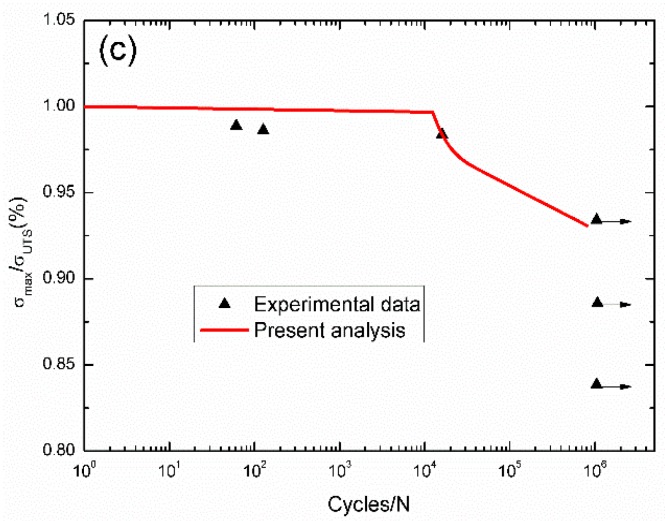 (c)
1.05
1.00
0.95
0.90
0.85
0.80
σmax/σUTS(%)
Experimental data
Present analysis
10⁰ 10¹ 10² 10³ 10⁴ 10⁵ 10⁶
Cycles/N